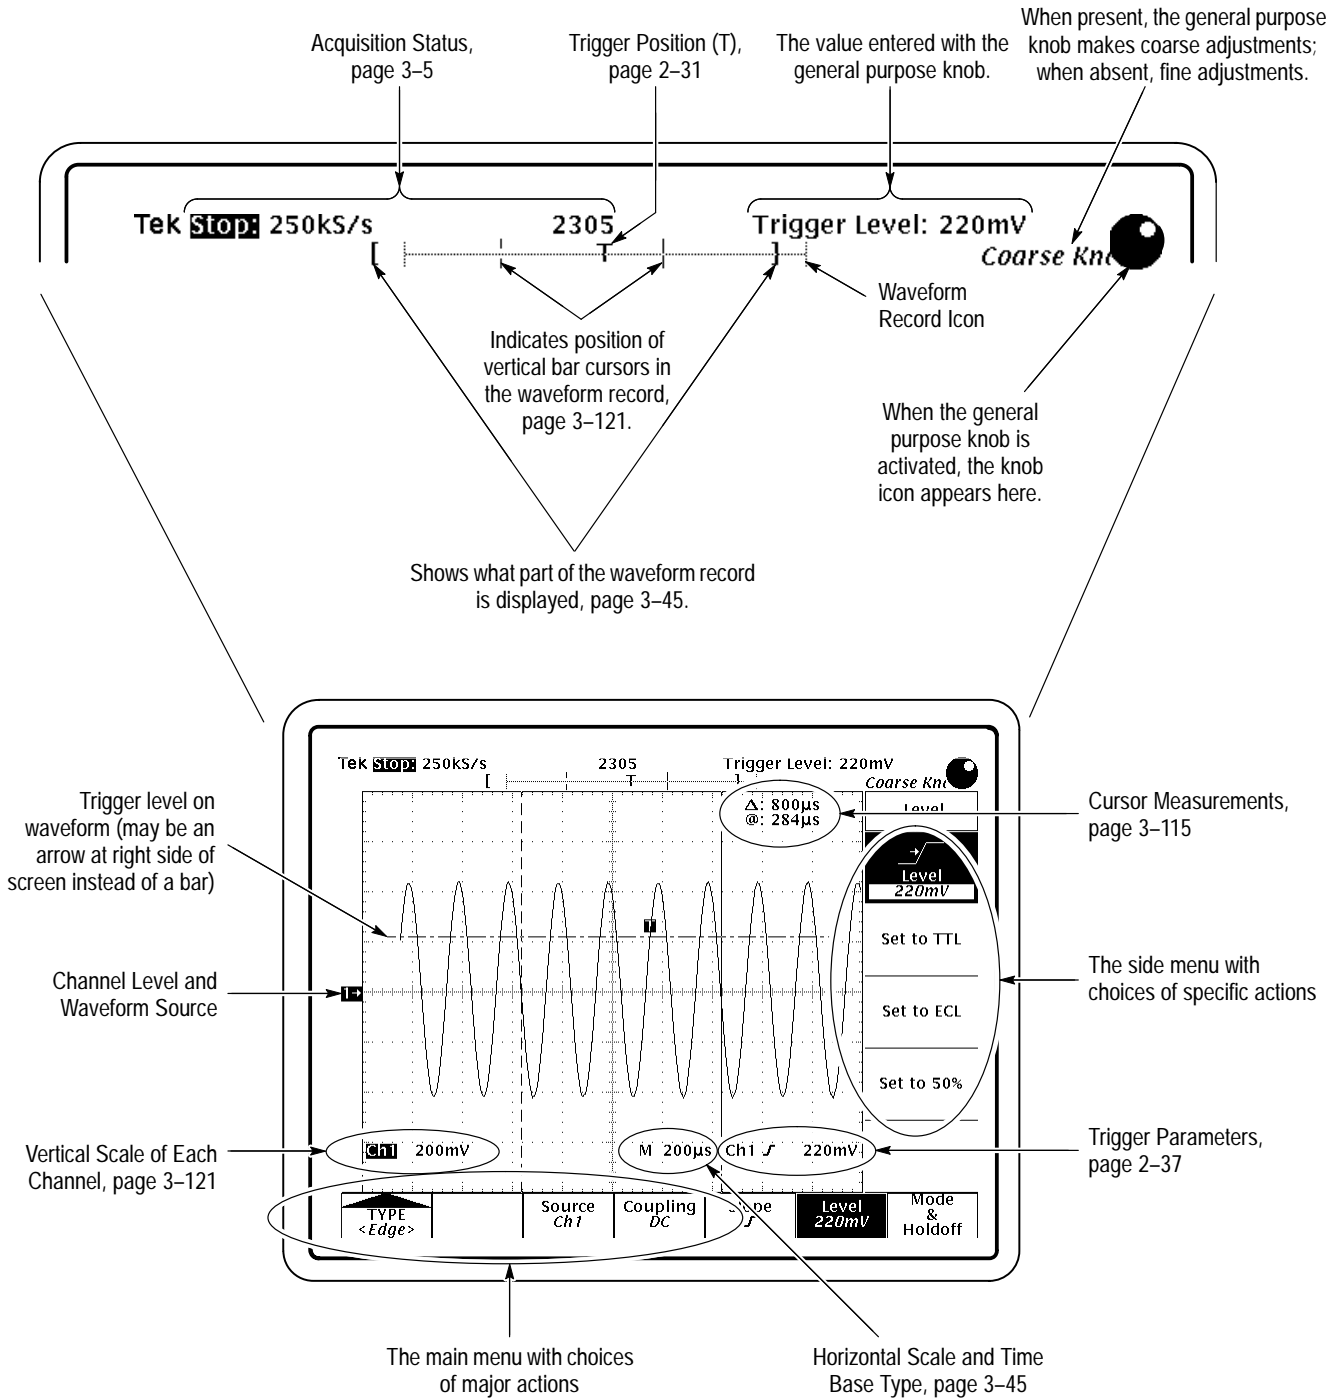 Acquisition Status,
page 3–5
Trigger Position (T),
page 2–31
The value entered with the
general purpose knob.
When present, the general purpose
knob makes coarse adjustments;
when absent, fine adjustments.
Tek Stop: 250kS/s
2305
Trigger Level: 220mV
[ T ]
Coarse Kn
Waveform
Record Icon
Indicates position of
vertical bar cursors in
the waveform record,
page 3–121.
When the general
purpose knob is
activated, the knob
icon appears here.
Shows what part of the waveform record
is displayed, page 3–45.
Tek Stop: 250kS/s
2305
Trigger Level: 220mV
[ T ]
Coarse Kn
Δ: 800µs
@: 284µs
Level
Level
220mV
Set to TTL
Set to ECL
Set to 50%
T
1→
Ch1 200mV
M 200µs
Ch1 220mV
TYPE
<Edge>
Source
Ch1
Coupling
DC
Level
220mV
Mode
&
Holdoff
Trigger level on
waveform (may be an
arrow at right side of
screen instead of a bar)
Channel Level and
Waveform Source
Vertical Scale of Each
Channel, page 3–121
Cursor Measurements,
page 3–115
The side menu with
choices of specific actions
Trigger Parameters,
page 2–37
The main menu with choices
of major actions
Horizontal Scale and Time
Base Type, page 3–45